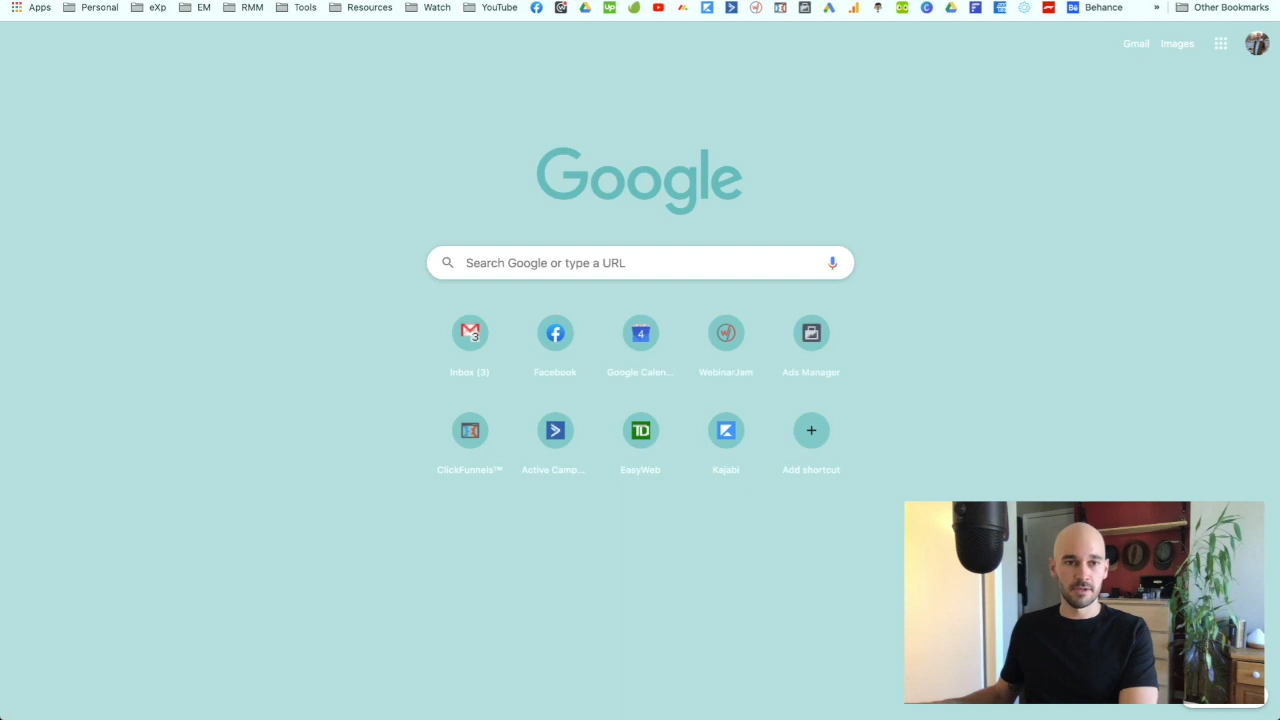 Apps Personal eXp EM RMM Tools Resources Watch YouTube Behance » Other Bookmarks
Gmail Images
Google
Search Google or type a URL
Inbox (3) Facebook Google Calen... WebinarJam Ads Manager
ClickFunnels™ Active Camp... EasyWeb Kajabi Add shortcut